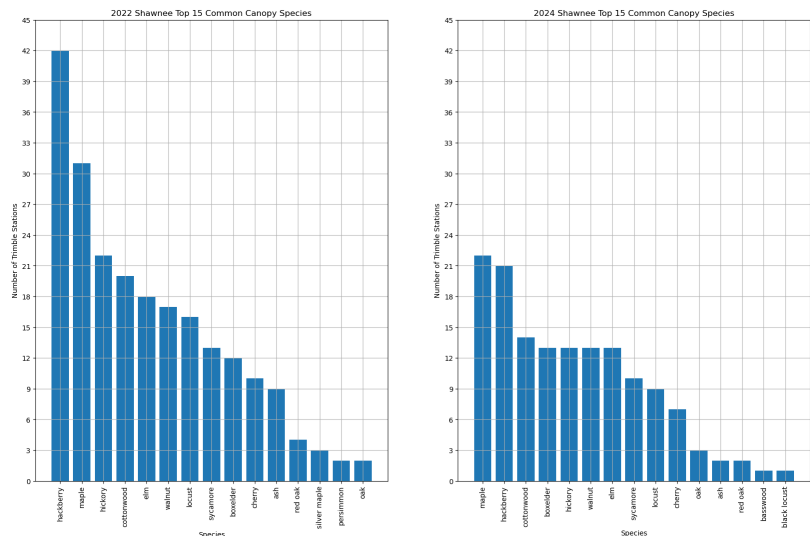 2022 Shawnee Top 15 Common Canopy Species
45
42
39
36
33
30
27
24
21
18
15
12
9
6
3
0
Number of Trimble Stations
hackberry
maple
hickory
cottonwood
elm
walnut
locust
sycamore
boxelder
cherry
ash
red oak
silver maple
persimmon
oak
Species
2024 Shawnee Top 15 Common Canopy Species
45
42
39
36
33
30
27
24
21
18
15
12
9
6
3
0
Number of Trimble Stations
maple
hackberry
cottonwood
boxelder
hickory
walnut
elm
sycamore
locust
cherry
oak
ash
red oak
basswood
black locust
Species